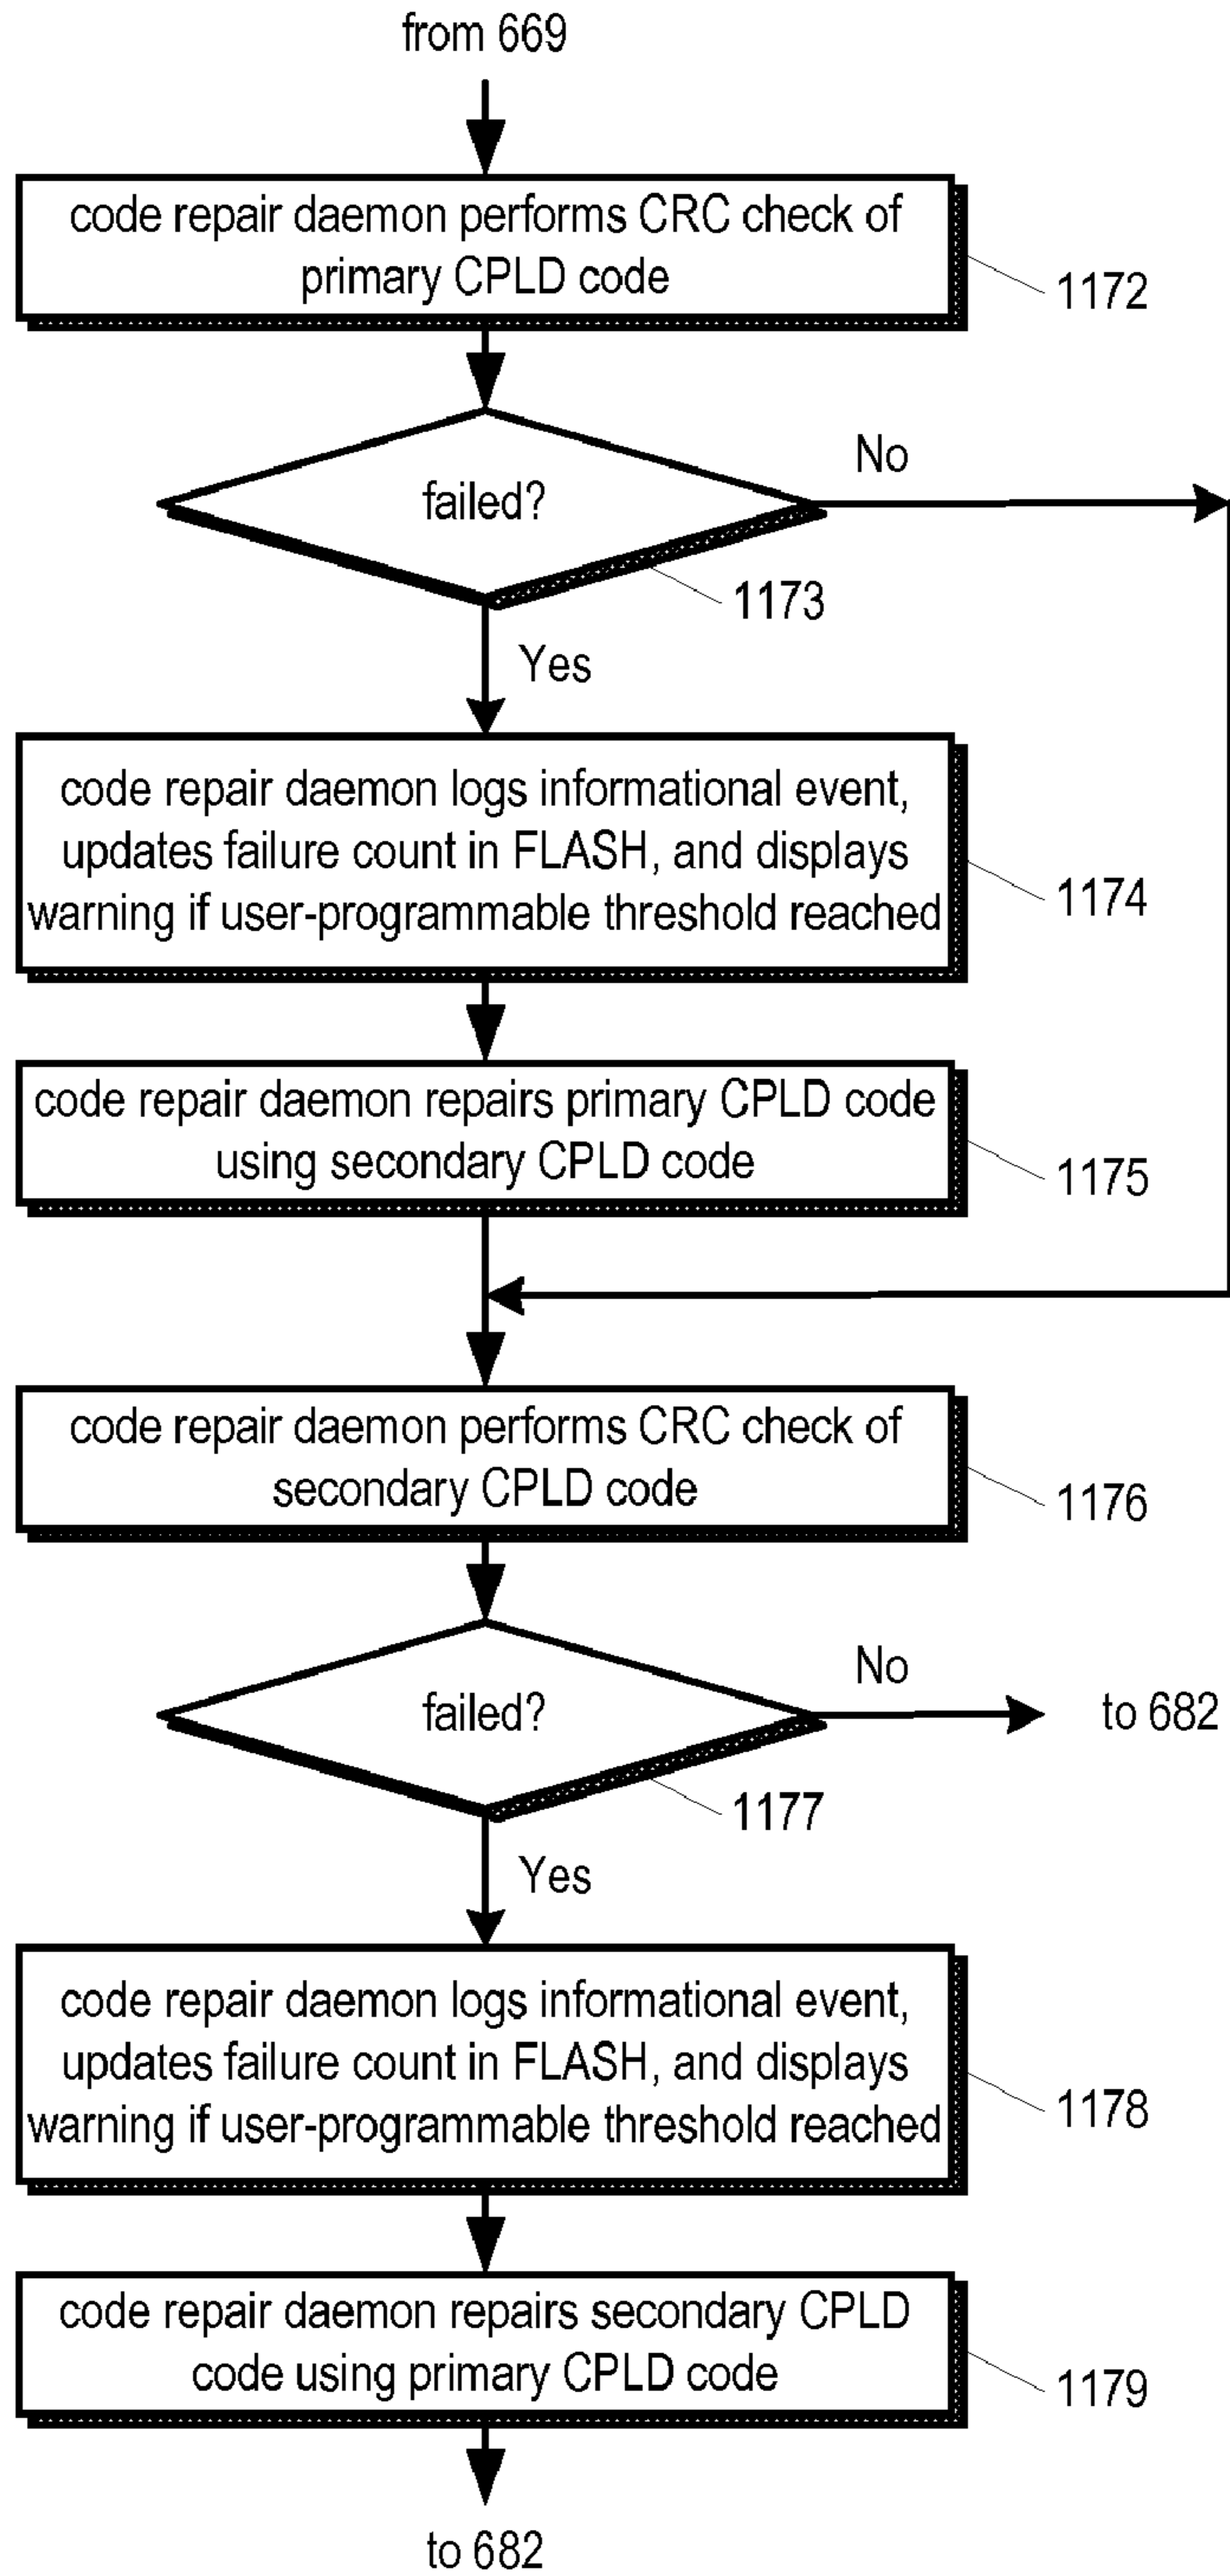 from 669
code repair daemon performs CRC check of
primary CPLD code
1172
No
failed?
1173
Yes
code repair daemon logs informational event,
updates failure count in FLASH, and displays
warning if user-programmable threshold reached
1174
code repair daemon repairs primary CPLD code
using secondary CPLD code
1175
code repair daemon performs CRC check of
secondary CPLD code
1176
No
failed?
to 682
1177
Yes
code repair daemon logs informational event,
updates failure count in FLASH, and displays
warning if user-programmable threshold reached
1178
code repair daemon repairs secondary CPLD
code using primary CPLD code
1179
to 682